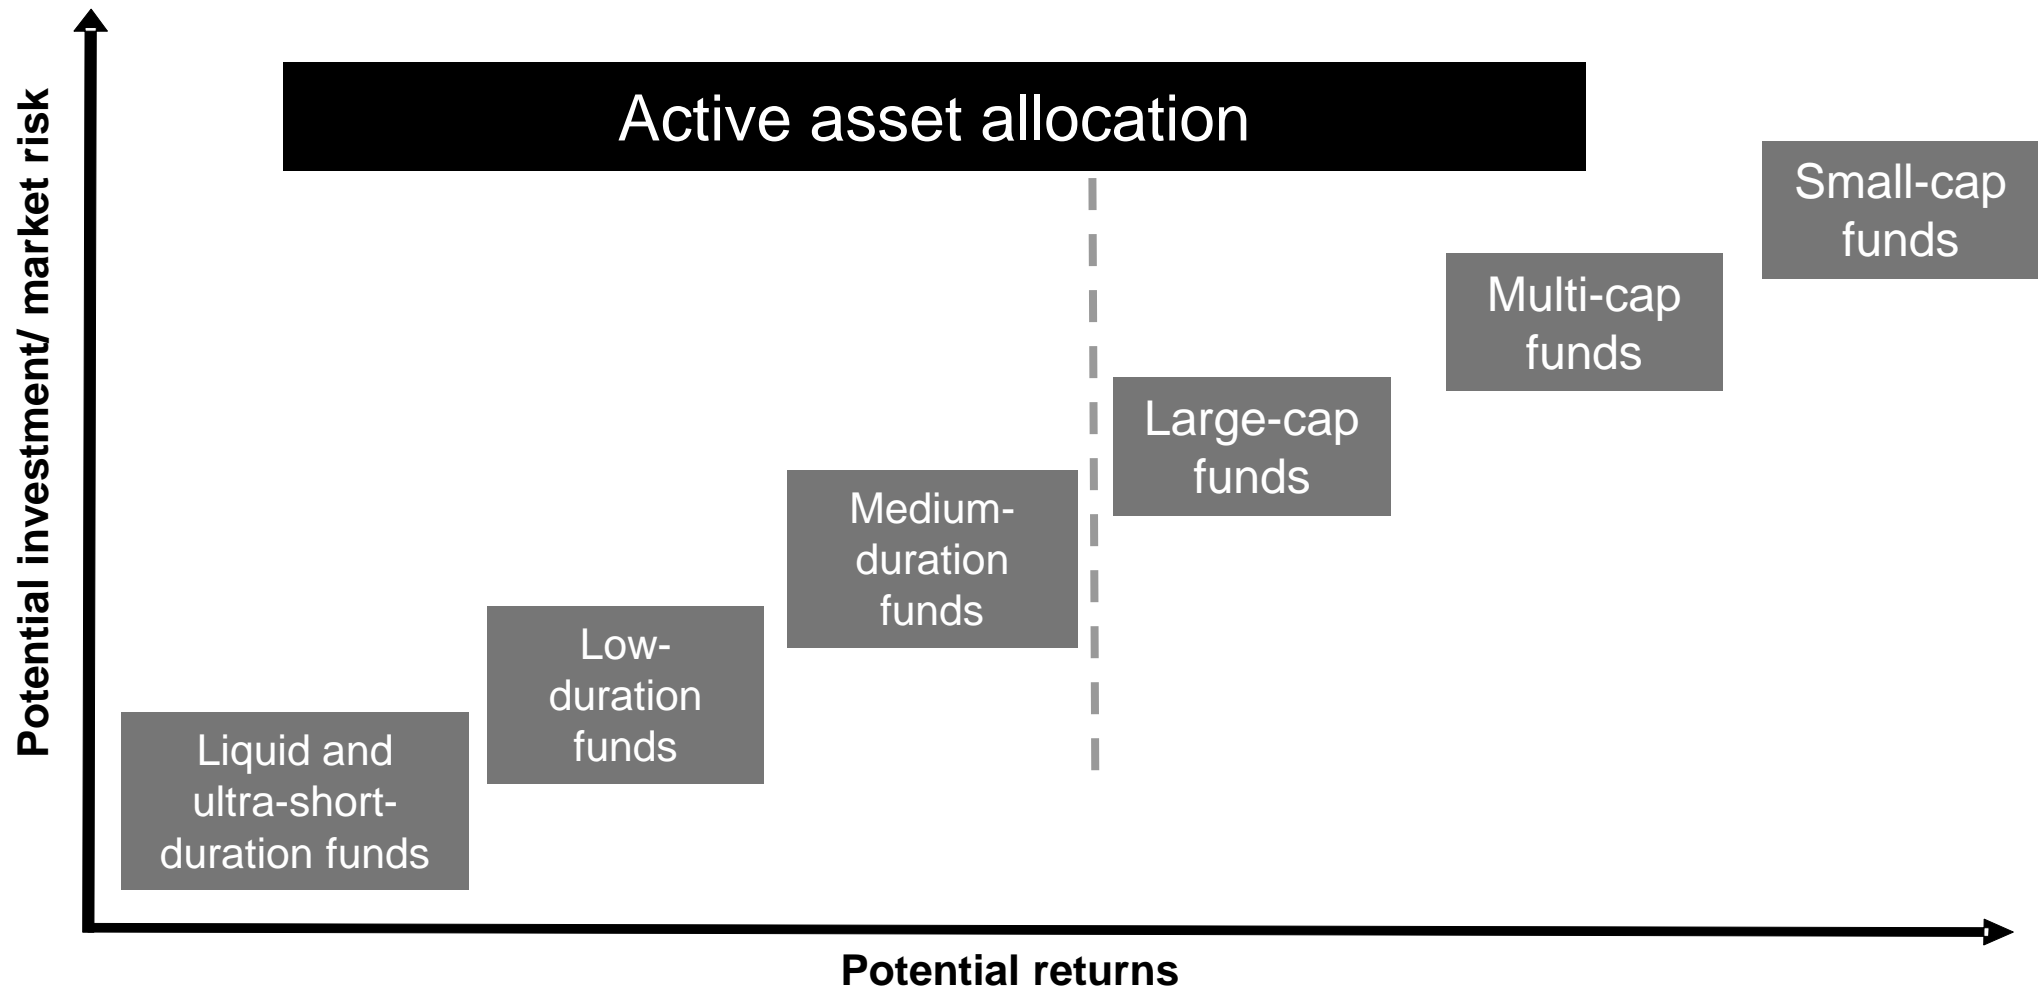 Active asset allocation
Small-cap
funds
Multi-cap
funds
Large-cap
funds
Medium-
duration
funds
Low-
duration
funds
Liquid and
ultra-short-
duration funds
Potential investment/ market risk
Potential returns